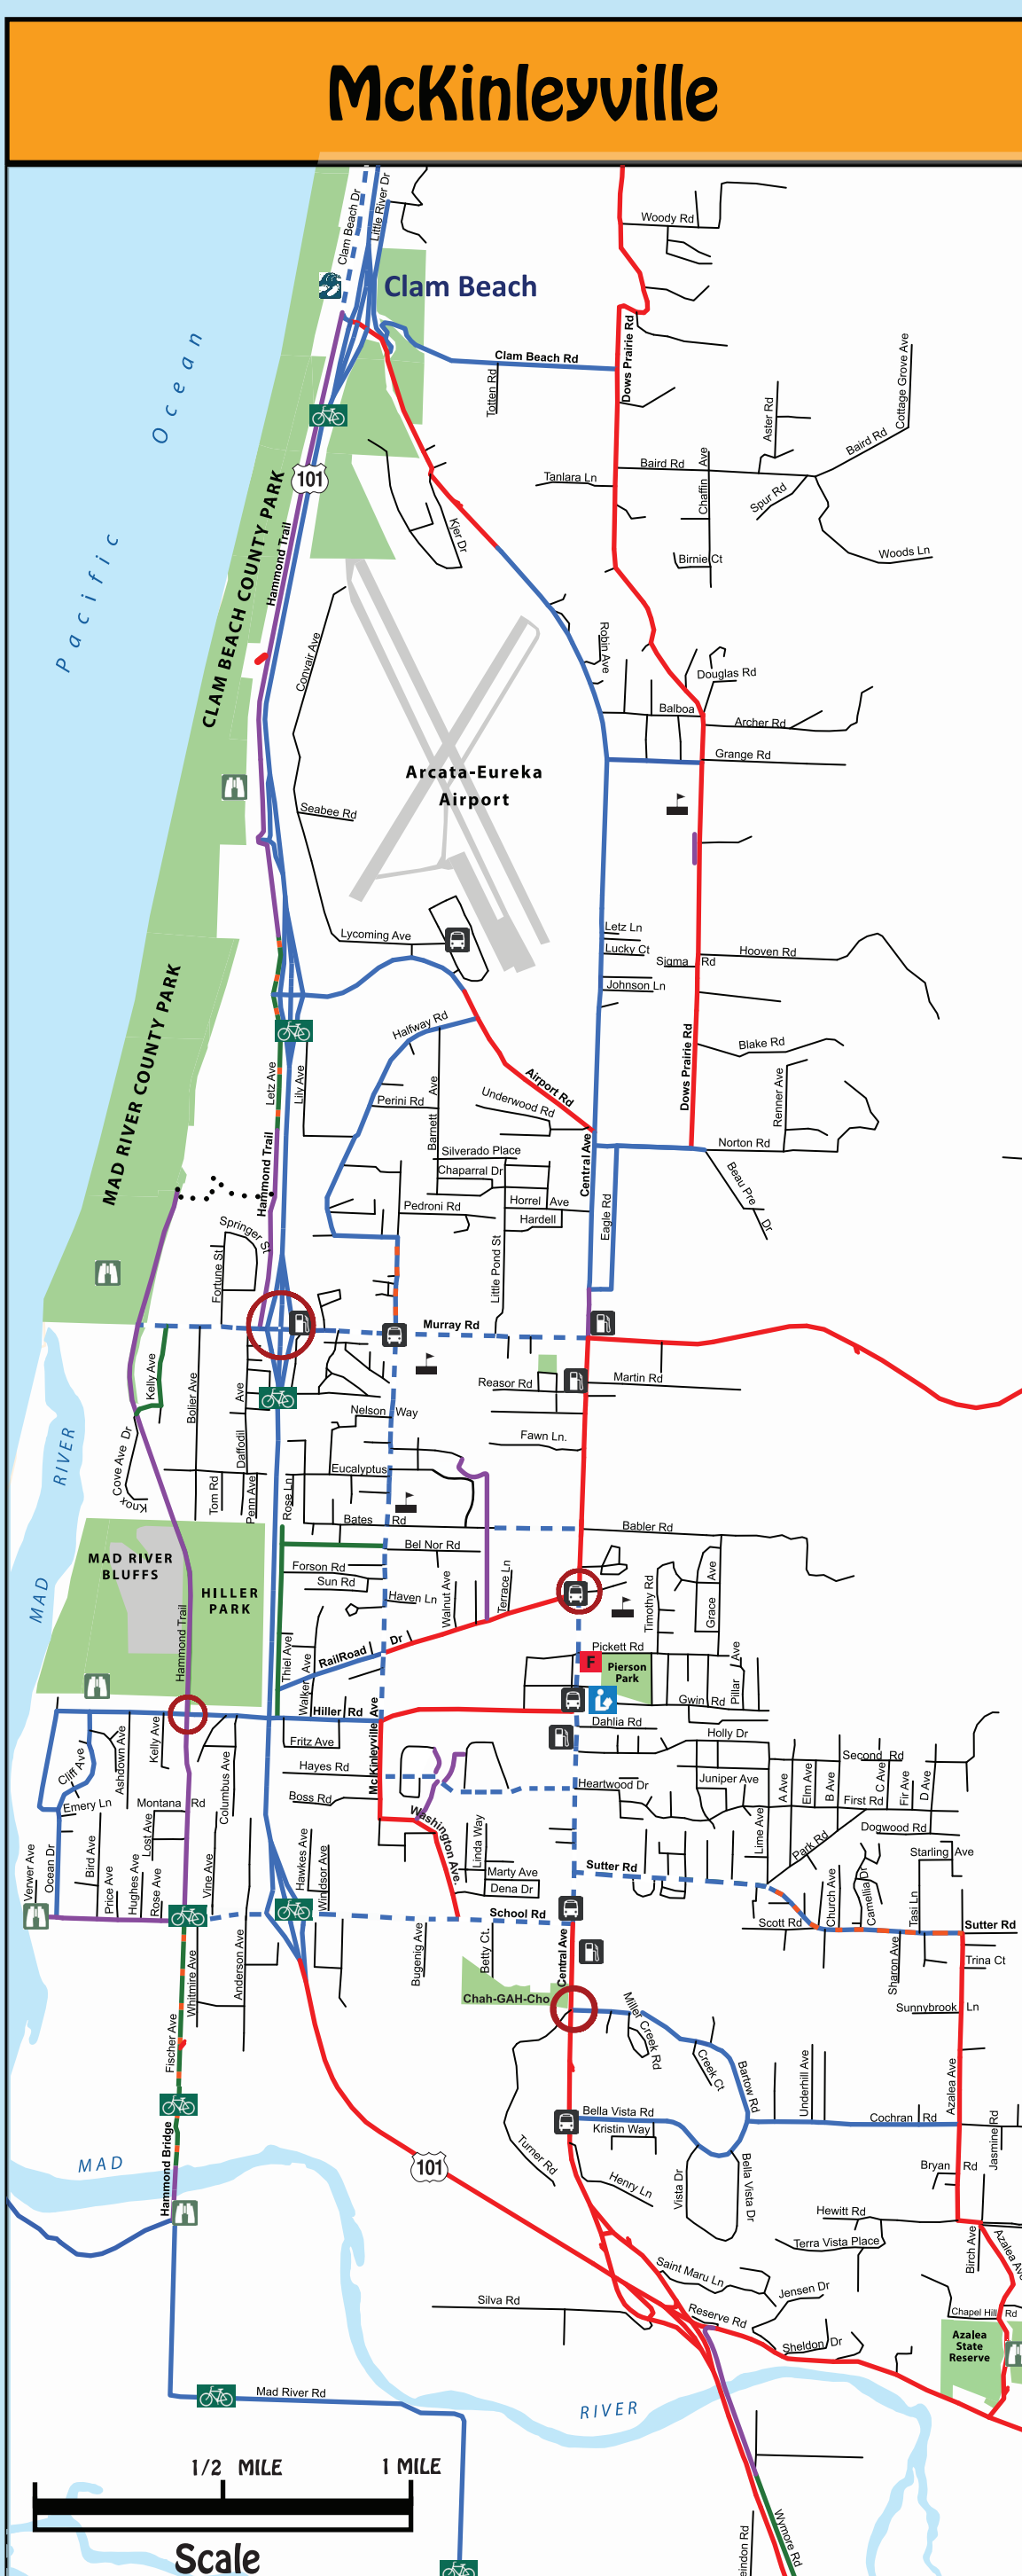 McKinleyville
Clam Beach Dr
Little River Dr
Woody Rd
Clam Beach
Pacific Ocean
Clam Beach Rd
Totten Rd
Dows Prairie Rd
Cottage Grove Ave
Aster Rd
Baird Rd
Baird Rd
Chaffin Ave
Spur Rd
Tanlara Ln
Woods Ln
Birnie Ct
101
CLAM BEACH COUNTY PARK
Hammond Trail
Kjer Dr
Convair Ave
Robin Ave
Douglas Rd
Balboa
Archer Rd
Grange Rd
Arcata-Eureka
Airport
Seabee Rd
Lycoming Ave
Letz Ln
Lucky Ct
Sigma Rd
Hooven Rd
Johnson Ln
MAD RIVER COUNTY PARK
Halfway Rd
Letz Ave
Lily Ave
Airport Rd
Blake Rd
Dows Prairie Rd
Renner Ave
Perini Rd
Barnett Ave
Underwood Rd
Hammond Trail
Silverado Place
Chaparral Dr
Central Ave
Norton Rd
Beau Pre Dr
Horrel Ave
Pedroni Rd
Hardell
Eagle Rd
Springer St
Fortune St
Little Pond St
Murray Rd
Kelly Ave
Bolier Ave
Daffodil Ave
Reasor Rd
Martin Rd
Nelson Way
Fawn Ln.
Cove Ave Dr
Knox
Tom Rd
Penn Ave
Rose Ln
Eucalyptus
MAD RIVER
Bates Rd
Babler Rd
Bel Nor Rd
MAD RIVER
BLUFFS
HILLER
PARK
Forson Rd
Sun Rd
Haven Ln
Walnut Ave
Terrace Ln
Timothy Rd
Grace Ave
Hammond Trail
Thiel Ave
Walker Ave
RailRoad Dr
Pickett Rd
F
Pierson
Park
Pillar Ave
Gwin Rd
Hiller Rd
McKinleyville Ave
Dahlia Rd
Holly Dr
Cliff Ave
Ashdown Ave
Kelly Ave
Columbus Ave
Fritz Ave
Hayes Rd
Boss Rd
Heartwood Dr
Juniper Ave
Second Rd
A Ave
Elm Ave
B Ave
C Ave
Fir Ave
D Ave
First Rd
Emery Ln
Montana Rd
Lost Ave
Washington Ave.
Linda Way
Lime Ave
Park Rd
Dogwood Rd
Starling Ave
Verwer Ave
Ocean Dr
Bird Ave
Price Ave
Hughes Ave
Rose Ave
Vine Ave
Hawkes Ave
Windsor Ave
Marty Ave
Dena Dr
Sutter Rd
Church Ave
Camellia Dr
Tasi Ln
School Rd
Scott Rd
Sutter Rd
Whitmire Ave
Anderson Ave
Bugenig Ave
Betty Ct.
Central Ave
Sharon Ave
Trina Ct
Chah-GAH-Cho
Sunnybrook Ln
Fischer Ave
Miller Creek Rd
Creek Ct
Bartow Rd
Underhill Ave
Azalea Ave
Bella Vista Rd
Kristin Way
Cochran Rd
Jasmine Rd
Hammond Bridge
MAD
101
Turner Rd
Henry Ln
Vista Dr
Bella Vista Dr
Bryan Rd
Hewitt Rd
Terra Vista Place
Birch Ave
Azalea Ave
Saint Maru Ln
Jensen Dr
Silva Rd
Reserve Rd
Sheldon Dr
Chapel Hill Rd
Azalea
State
Reserve
Mad River Rd
RIVER
1/2 MILE
1 MILE
Scale
Wymore Rd